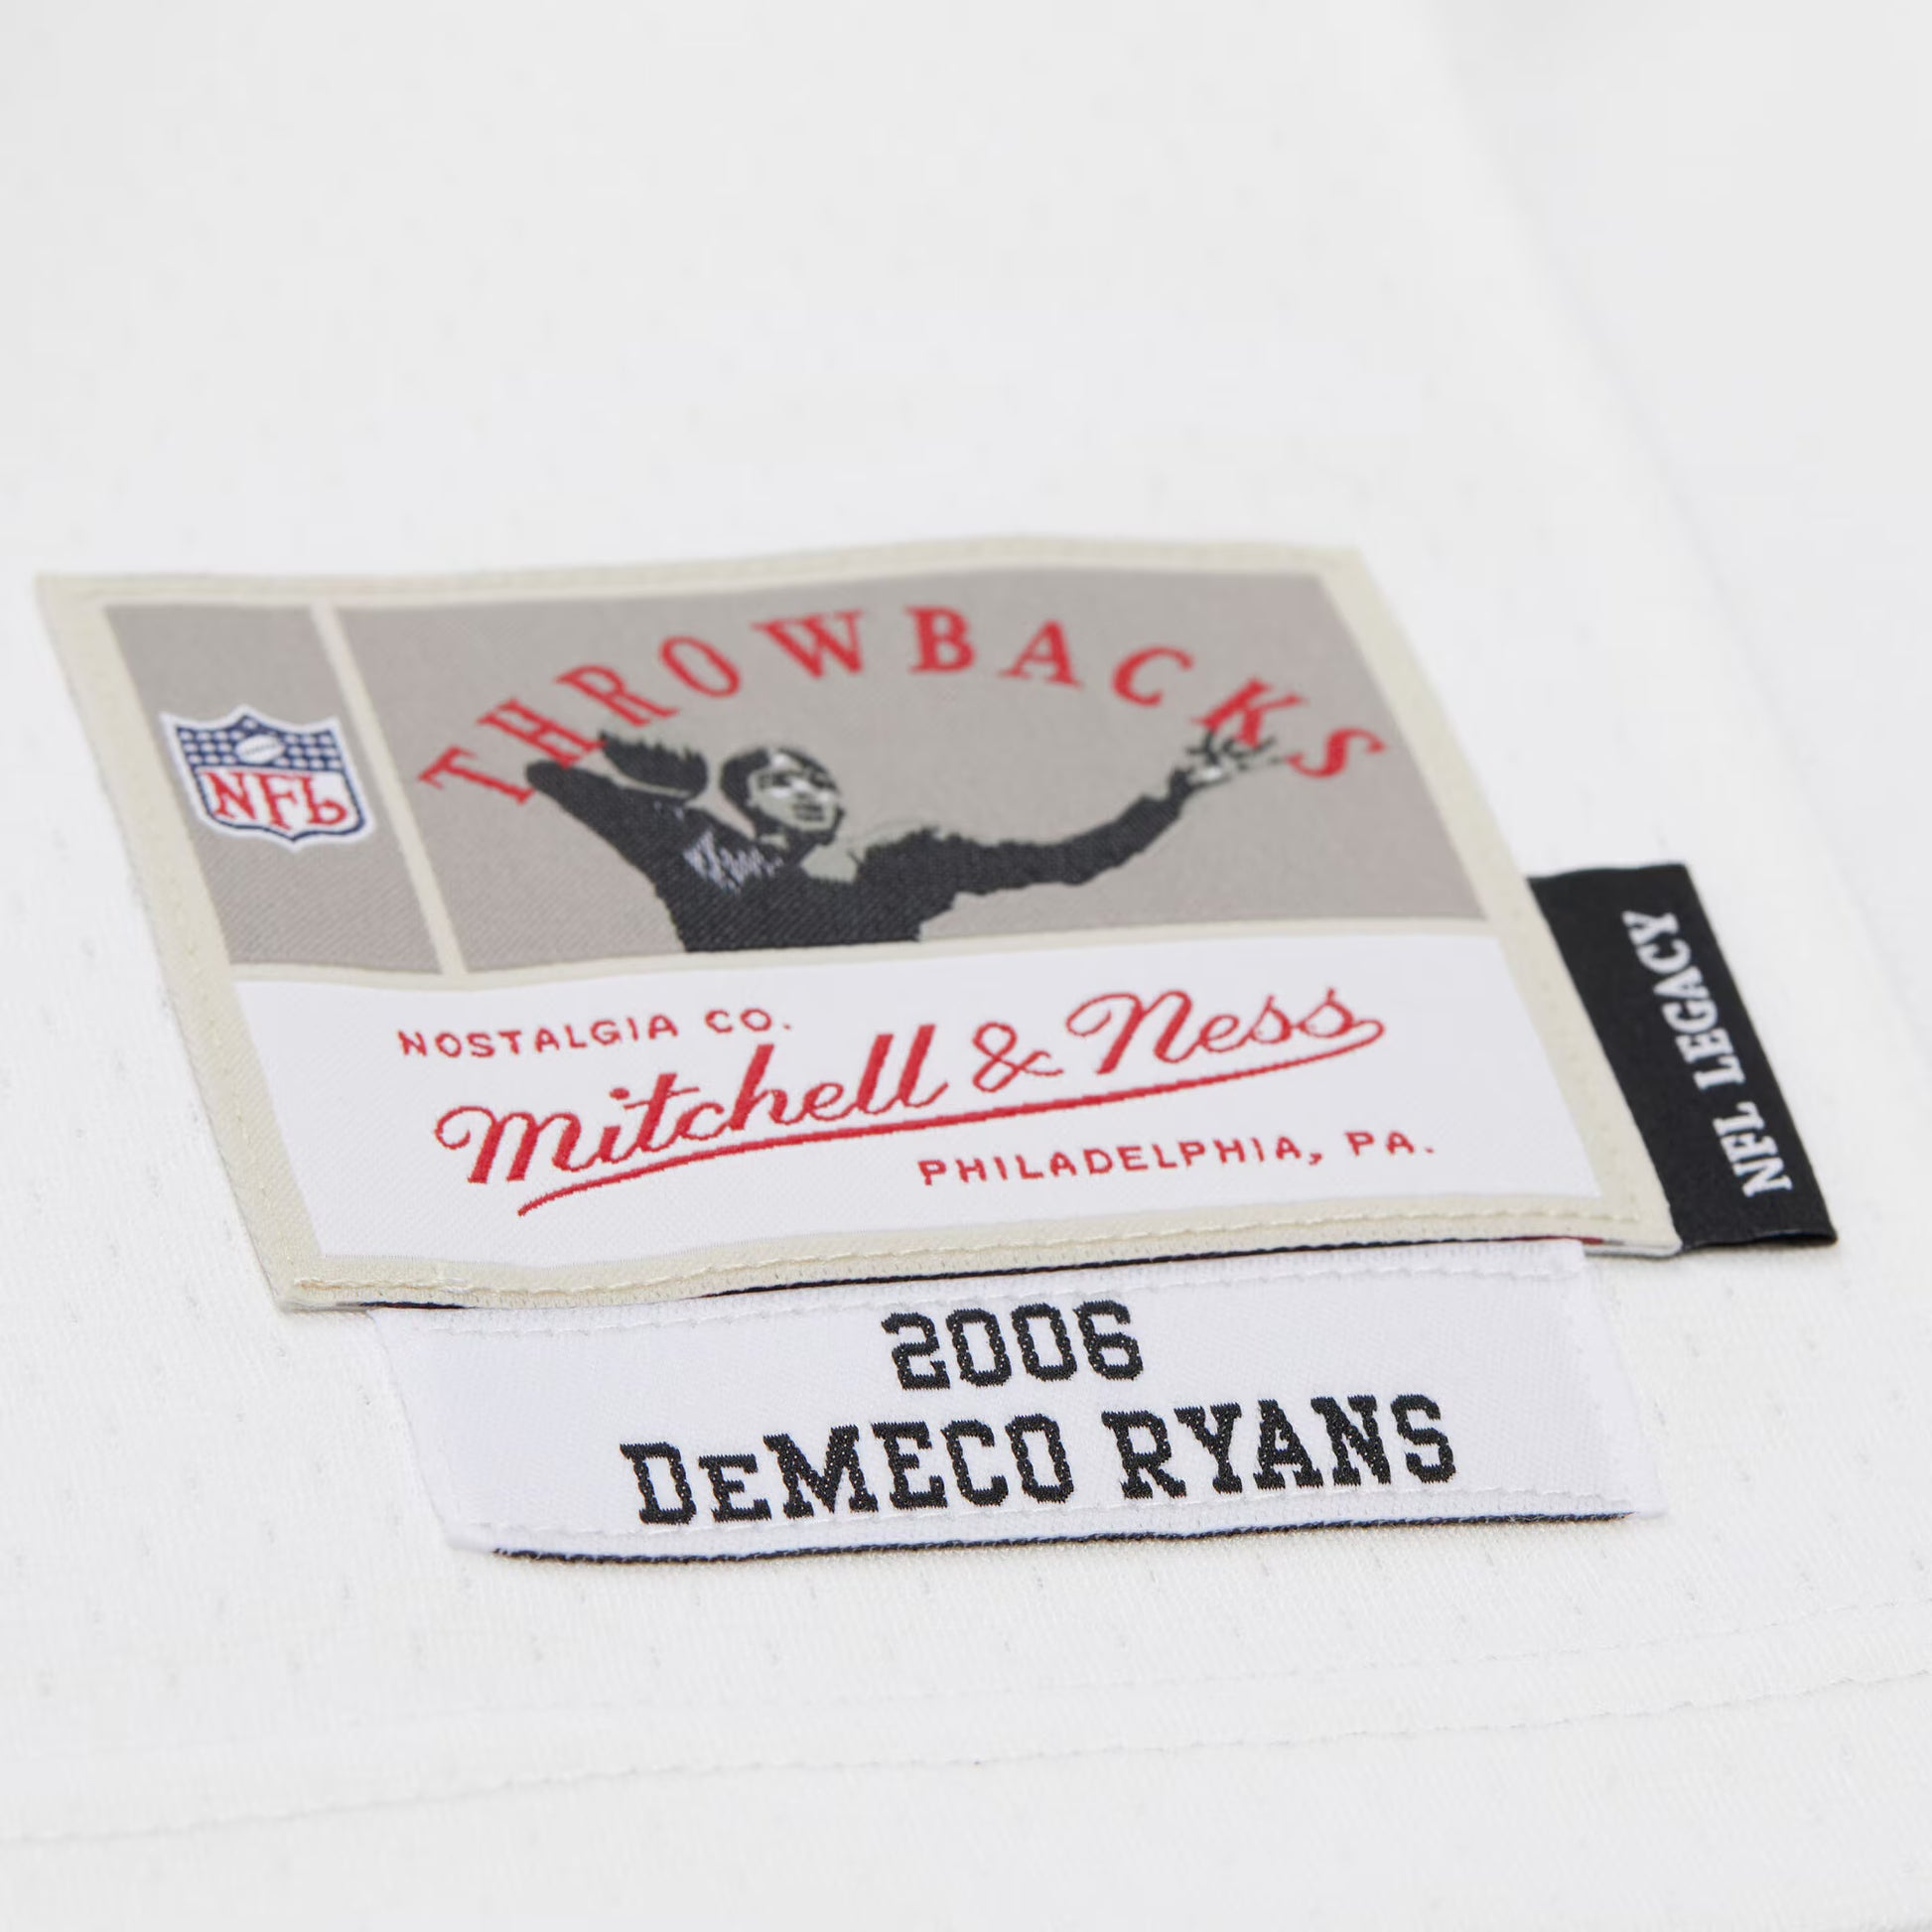 THROWBACKS
NFL
NOSTALGIA CO.
Mitchell & Ness
PHILADELPHIA, PA.
NFL LEGACY
2006
DeMECO RYANS